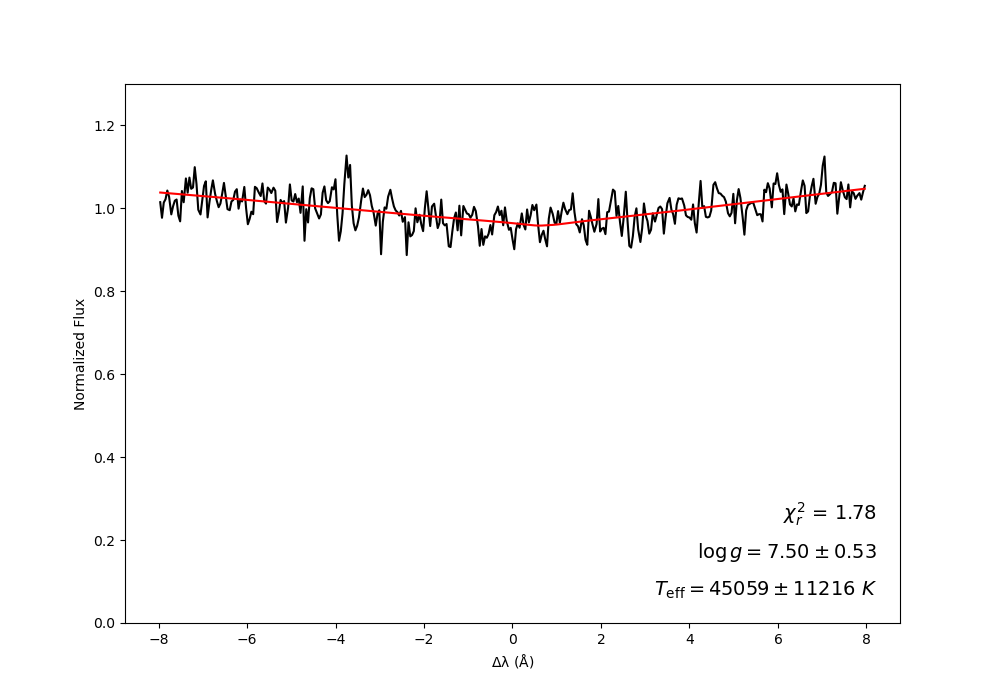 1.2
1.0
0.8
0.6
0.4
0.2
0.0
Normalized Flux
χ²ᵣ = 1.78
log g = 7.50 ± 0.53
T_eff = 45059 ± 11216 K
−8 −6 −4 −2 0 2 4 6 8
Δλ (Å)